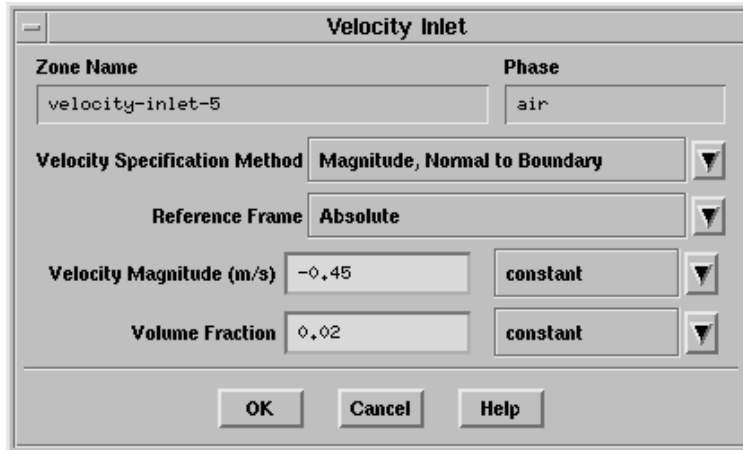 Velocity Inlet
Zone Name Phase
velocity-inlet-5 air
Velocity Specification Method Magnitude, Normal to Boundary
Reference Frame Absolute
Velocity Magnitude (m/s) -0.45 constant
Volume Fraction 0.02 constant
OK Cancel Help